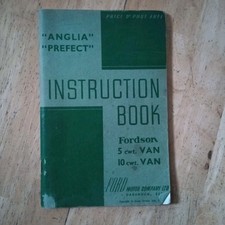 "ANGLIA"
"PREFECT"
INSTRUCTION
BOOK
Fordson
5 CWT. VAN
10 CWT. VAN
FORD
MOTOR COMPANY LTD